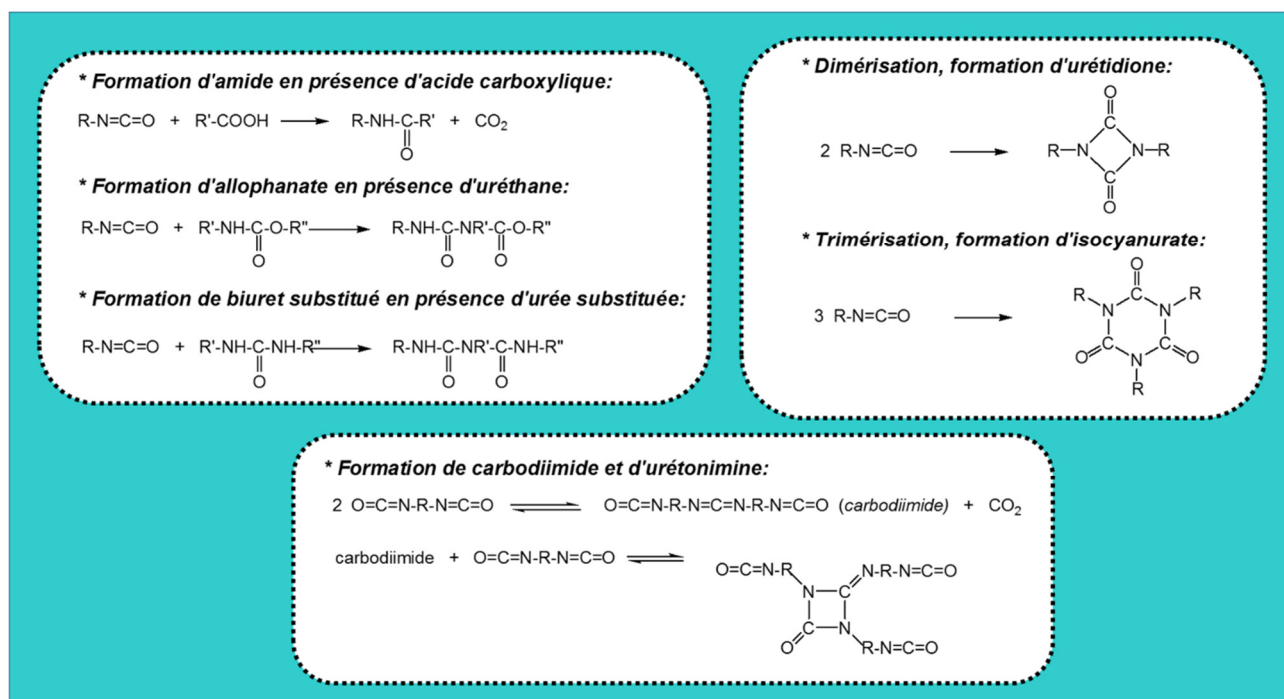 * Formation d'amide en présence d'acide carboxylique:
R-N=C=O + R'-COOH ⟶ R-NH-C-R' + CO₂
O
* Formation d'allophanate en présence d'uréthane:
R-N=C=O + R'-NH-C-O-R" ⟶ R-NH-C-NR'-C-O-R"
O O O
* Formation de biuret substitué en présence d'urée substituée:
R-N=C=O + R'-NH-C-NH-R" ⟶ R-NH-C-NR'-C-NH-R"
O O O
* Dimérisation, formation d'urétidione:
O
C
2 R-N=C=O ⟶ R-N N-R
C
O
* Trimérisation, formation d'isocyanurate:
O
R C R
N N
3 R-N=C=O ⟶
C C
O N O
R
* Formation de carbodiimide et d'urétonimine:
2 O=C=N-R-N=C=O ⇌ O=C=N-R-N=C=N-R-N=C=O (carbodiimide) + CO₂
carbodiimide + O=C=N-R-N=C=O ⇌
O=C=N-R N-R-N=C=O
N C
C N
O R-N=C=O